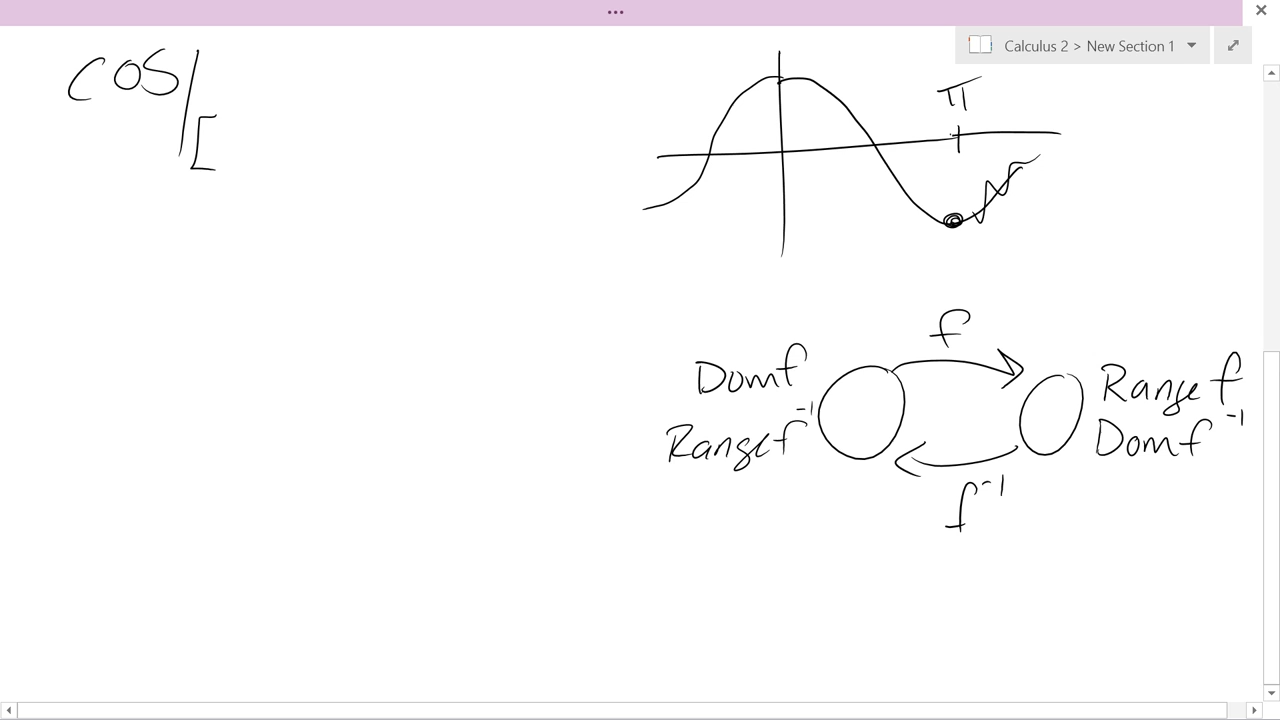 ...
Calculus 2 > New Section 1
cos|[
π
f
Dom f
Range f⁻¹
Range f
Dom f⁻¹
f⁻¹